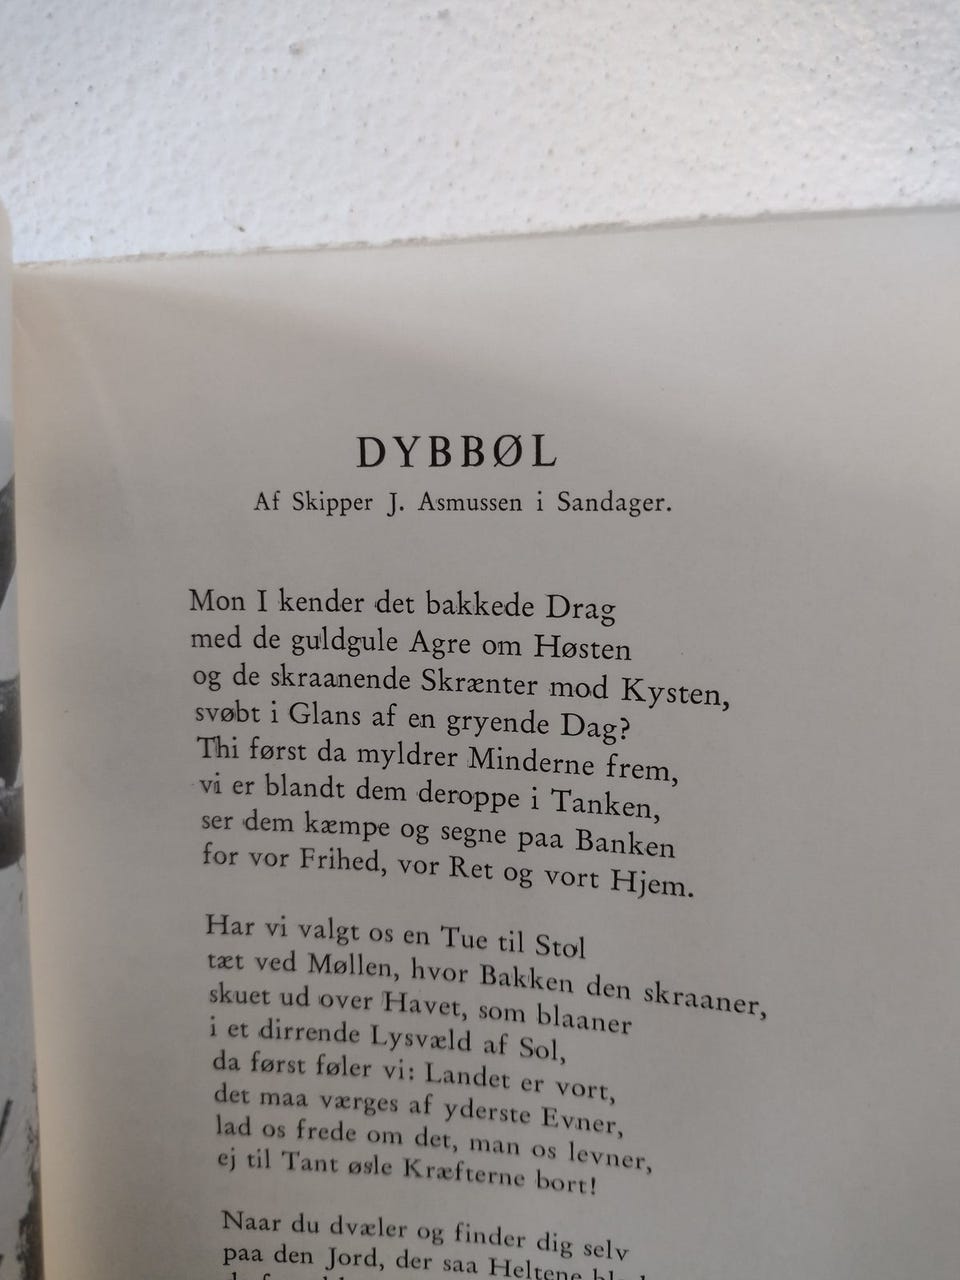 DYBBØL
Af Skipper J. Asmussen i Sandager.
Mon I kender det bakkede Drag
med de guldgule Agre om Høsten
og de skraanende Skrænter mod Kysten,
svøbt i Glans af en gryende Dag?
Thi først da myldrer Minderne frem,
vi er blandt dem deroppe i Tanken,
ser dem kæmpe og segne paa Banken
for vor Frihed, vor Ret og vort Hjem.
Har vi valgt os en Tue til Stol
tæt ved Møllen, hvor Bakken den skraaner,
skuet ud over Havet, som blaaner
i et dirrende Lysvæld af Sol,
da først føler vi: Landet er vort,
det maa værges af yderste Evner,
lad os frede om det, man os levner,
ej til Tant øsle Kræfterne bort!
Naar du dvæler og finder dig selv
paa den Jord, der saa Heltene